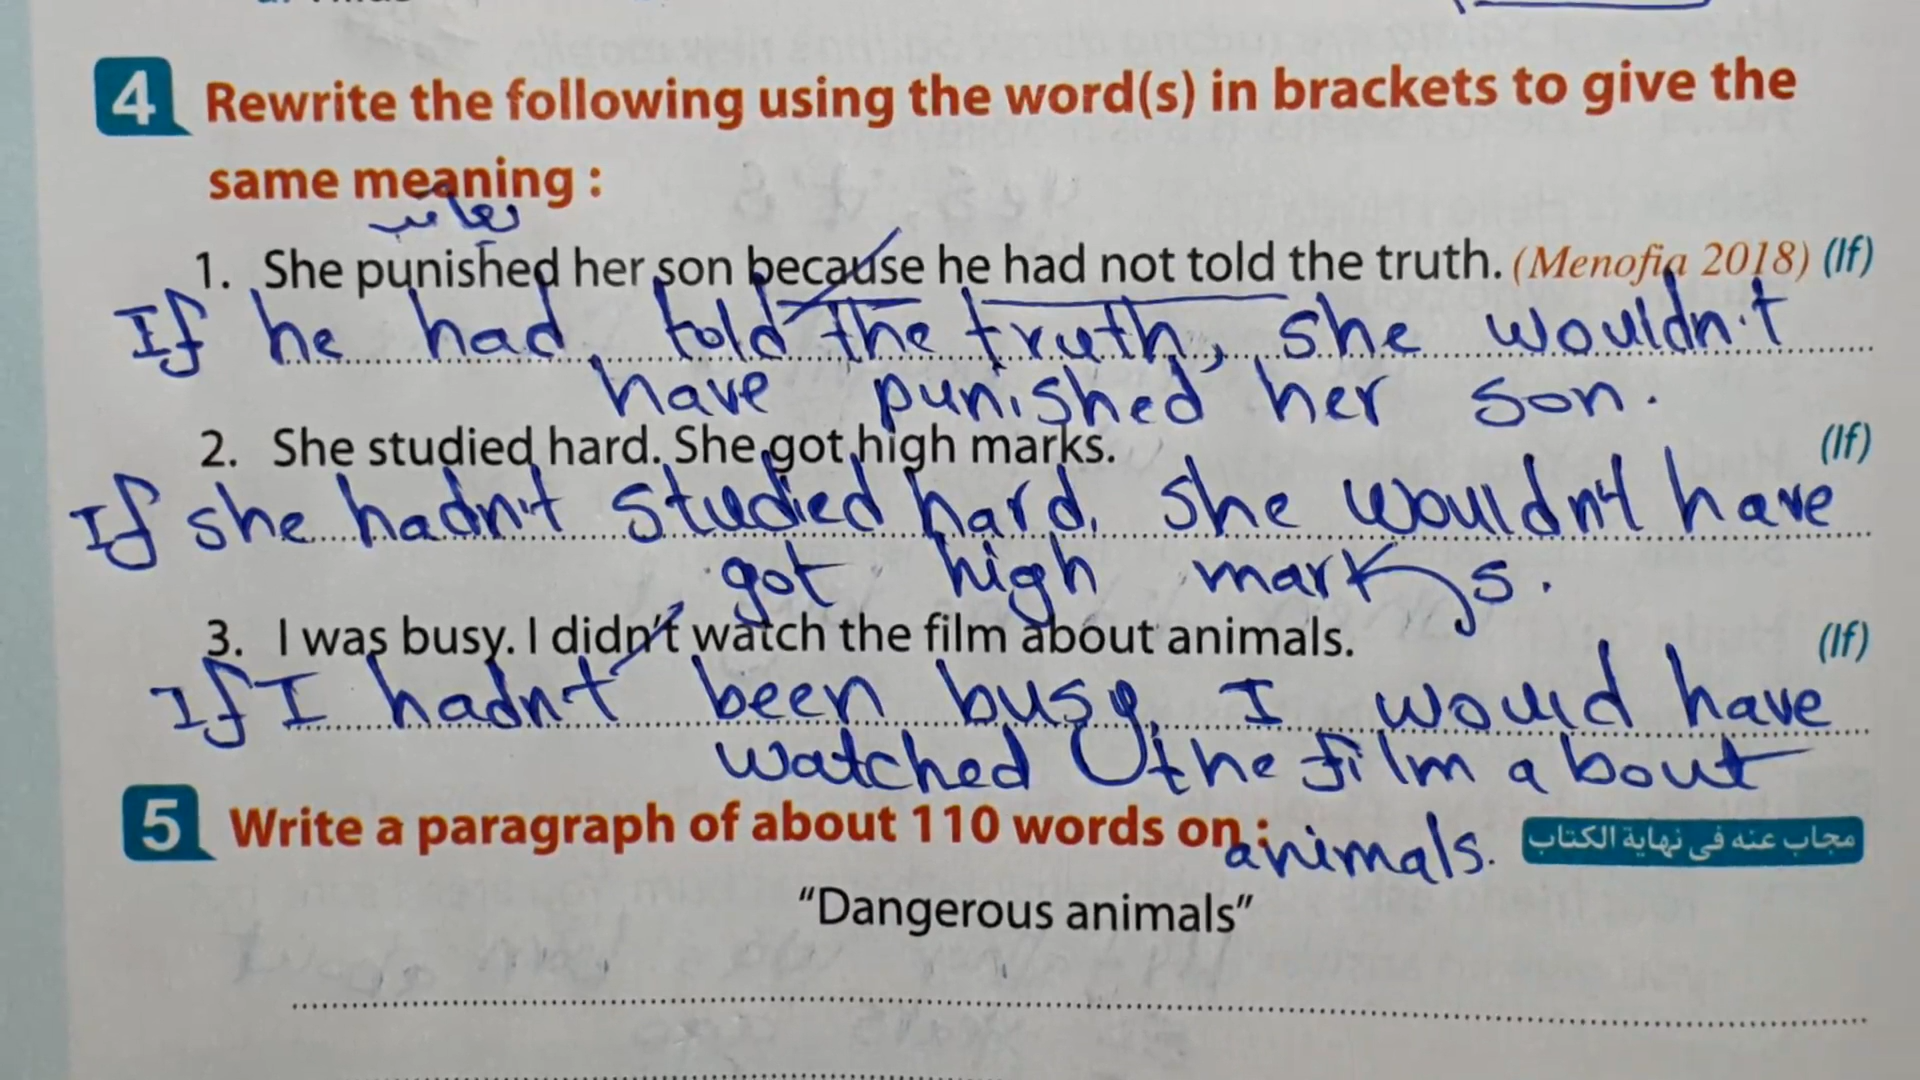 4 Rewrite the following using the word(s) in brackets to give the
same meaning :
1. She punished her son because he had not told the truth. (Menofia 2018) (If)
If he had told the truth, she wouldn't
have punished her son.
2. She studied hard. She got high marks. (If)
If she hadn't studied hard, she wouldn't have
got high marks.
3. I was busy. I didn't watch the film about animals. (If)
If I hadn't been busy, I would have
watched the film about
animals.
5 Write a paragraph of about 110 words on : مجاب عنه فى نهاية الكتاب
"Dangerous animals"